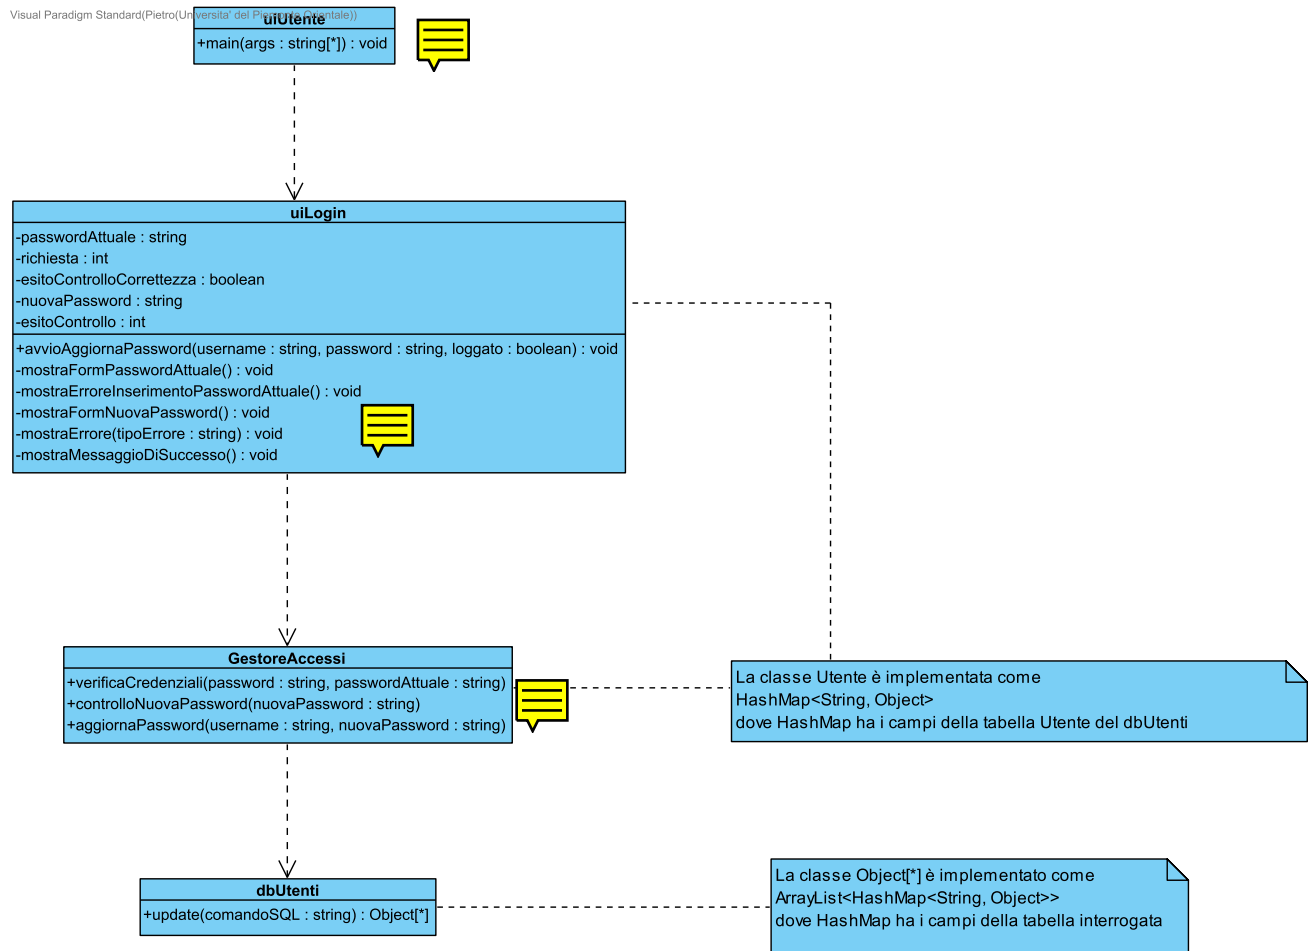 Visual Paradigm Standard(Pietro(Universita' del Piemonte Orientale))
uiUtente
+main(args : string[*]) : void
uiLogin
-passwordAttuale : string
-richiesta : int
-esitoControlloCorrettezza : boolean
-nuovaPassword : string
-esitoControllo : int
+avvioAggiornaPassword(username : string, password : string, loggato : boolean) : void
-mostraFormPasswordAttuale() : void
-mostraErroreInserimentoPasswordAttuale() : void
-mostraFormNuovaPassword() : void
-mostraErrore(tipoErrore : string) : void
-mostraMessaggioDiSuccesso() : void
GestoreAccessi
+verificaCredenziali(password : string, passwordAttuale : string)
+controlloNuovaPassword(nuovaPassword : string)
+aggiornaPassword(username : string, nuovaPassword : string)
La classe Utente è implementata come
HashMap<String, Object>
dove HashMap ha i campi della tabella Utente del dbUtenti
dbUtenti
+update(comandoSQL : string) : Object[*]
La classe Object[*] è implementato come
ArrayList<HashMap<String, Object>>
dove HashMap ha i campi della tabella interrogata